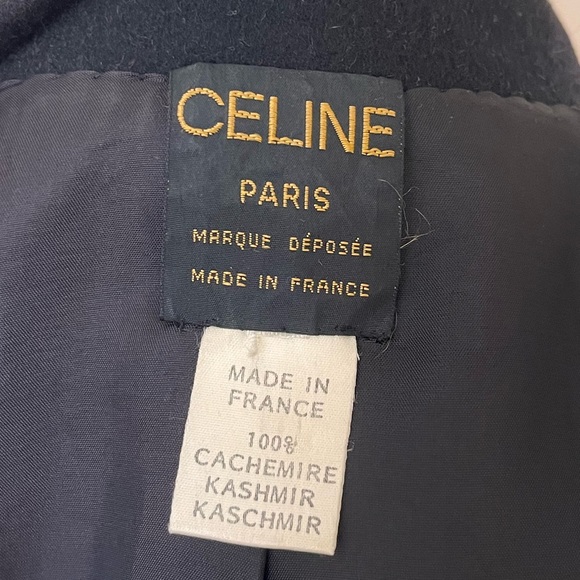 CELINE
PARIS
MARQUE DÉPOSÉE
MADE IN FRANCE
MADE IN
FRANCE
100%
CACHEMIRE
KASHMIR
KASCHMIR